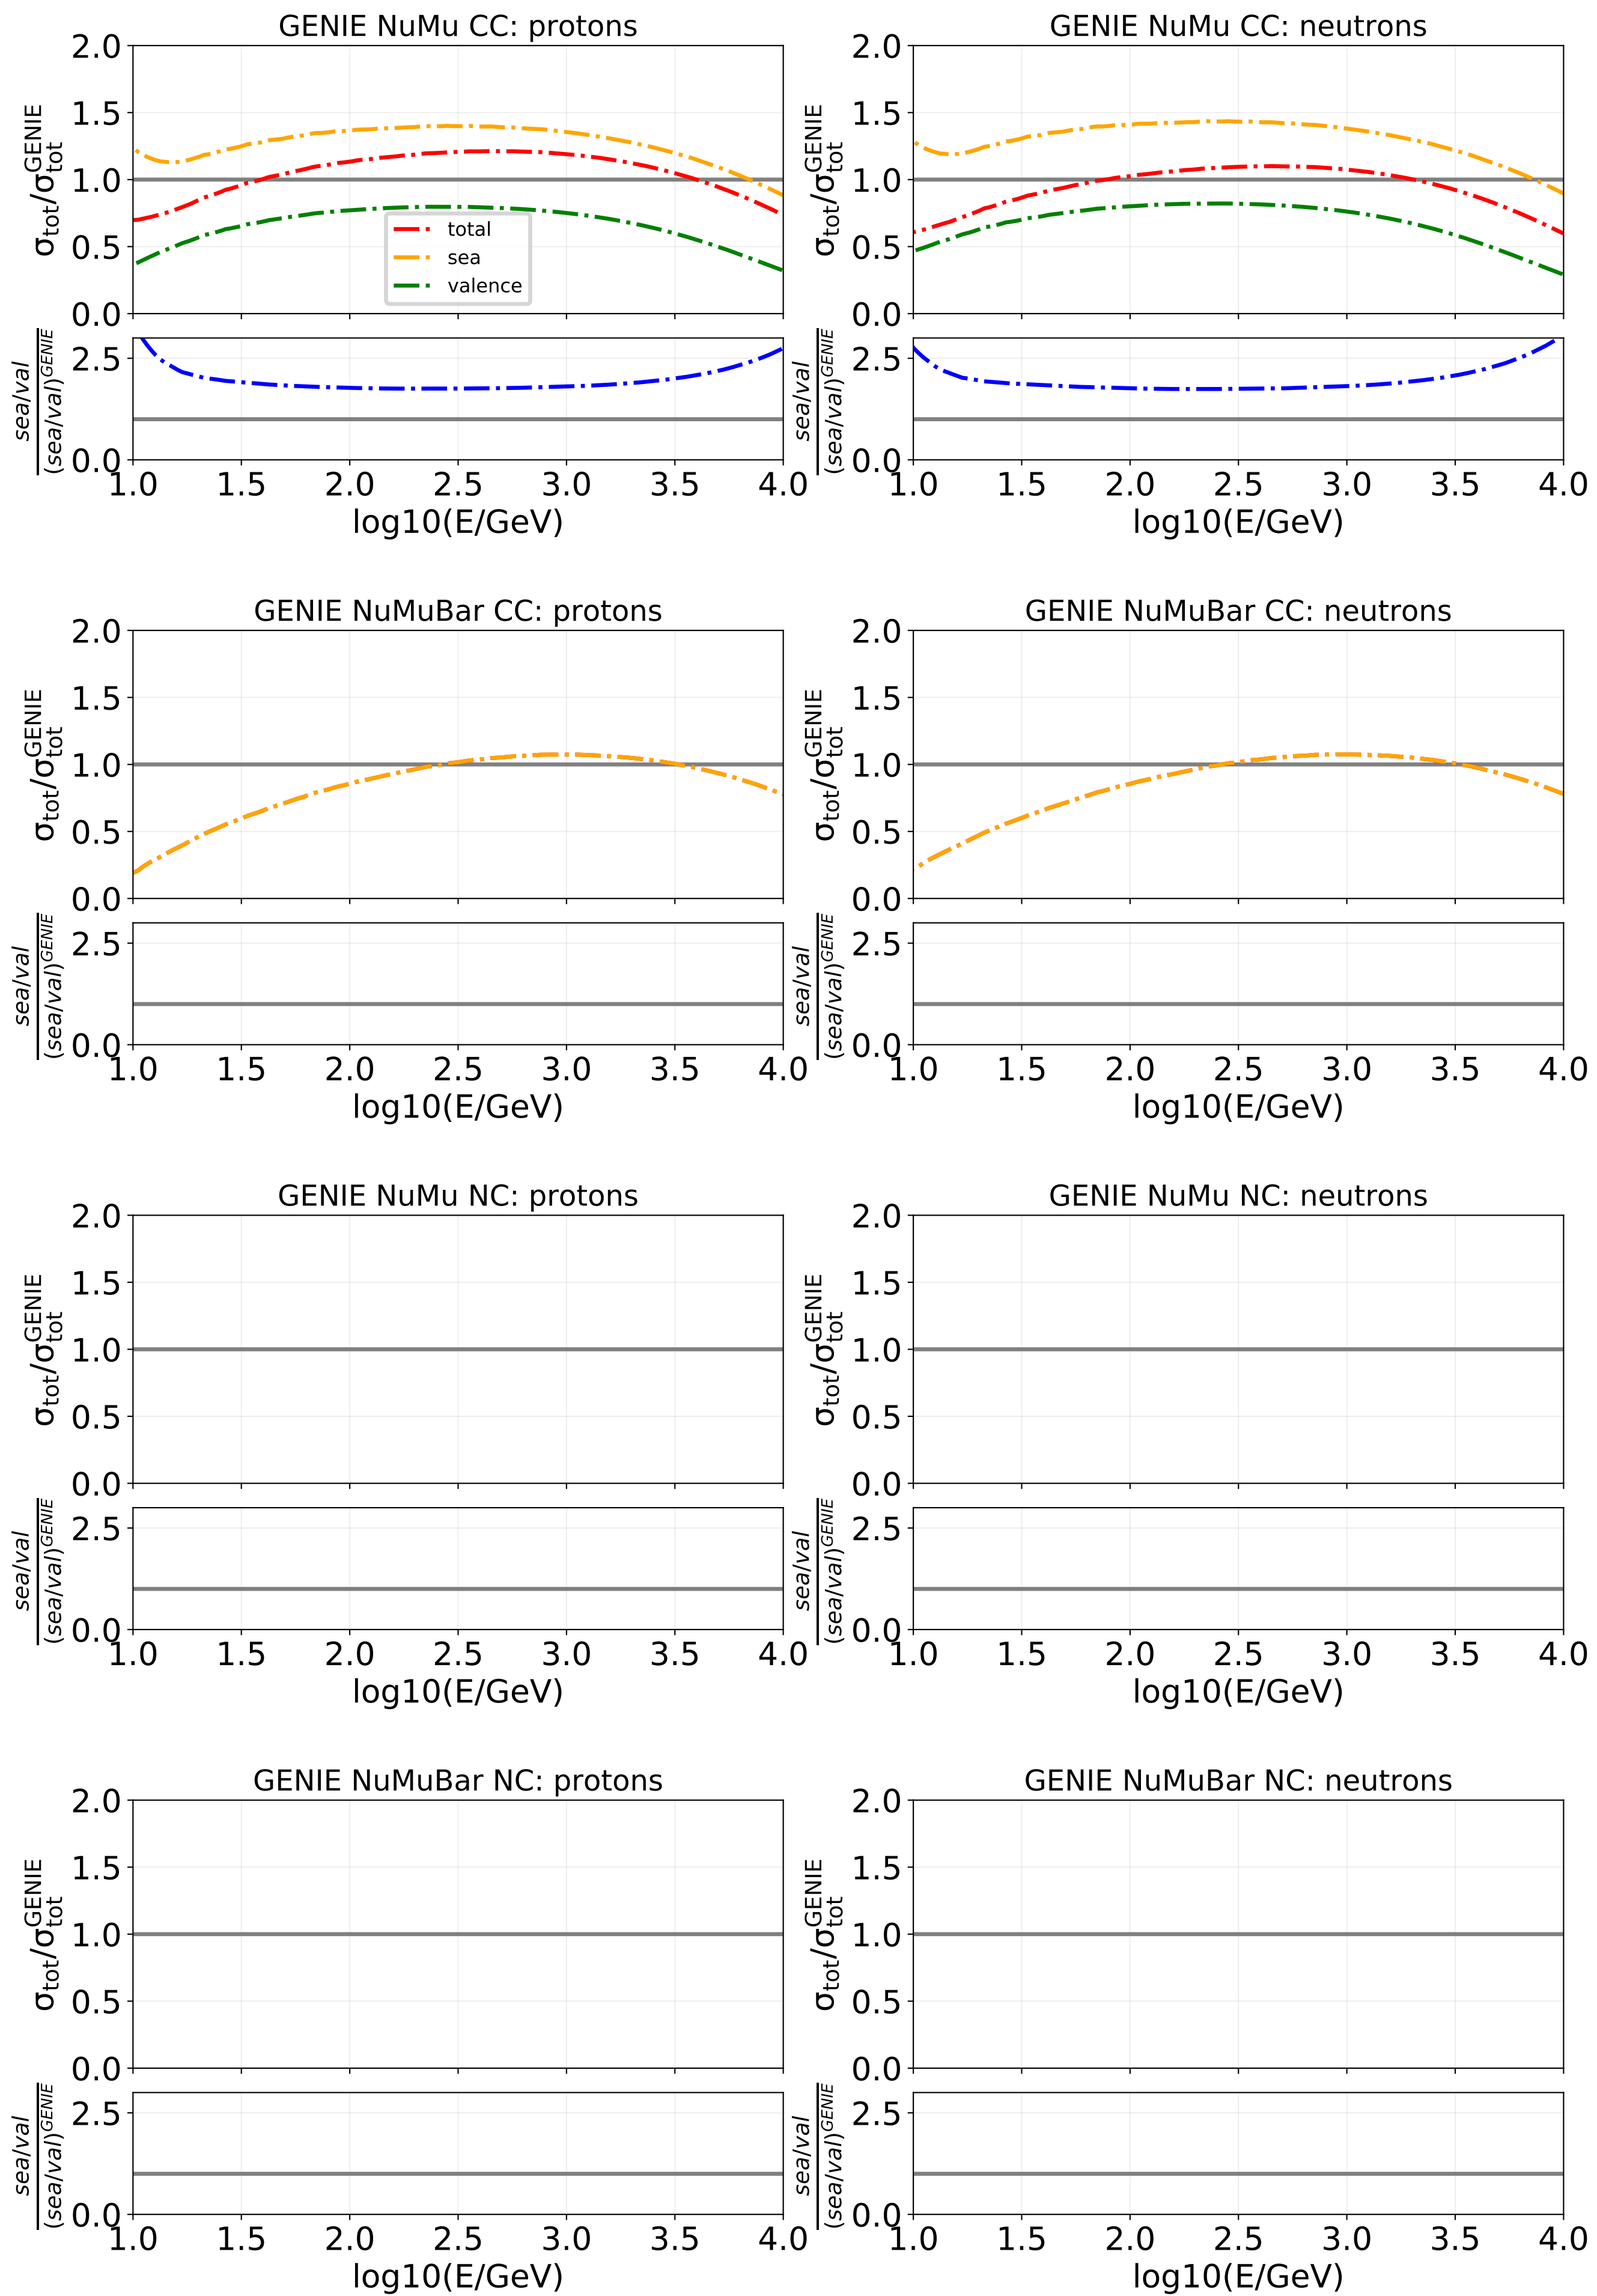 GENIE NuMu CC: protons
2.0
1.5
1.0
0.5
0.0
σtot/σtot^GENIE
total
sea
valence
2.5
0.0
sea/val
(sea/val)^GENIE
1.0 1.5 2.0 2.5 3.0 3.5 4.0
log10(E/GeV)
GENIE NuMu CC: neutrons
2.0
1.5
1.0
0.5
0.0
σtot/σtot^GENIE
2.5
0.0
sea/val
(sea/val)^GENIE
1.0 1.5 2.0 2.5 3.0 3.5 4.0
log10(E/GeV)
GENIE NuMuBar CC: protons
2.0
1.5
1.0
0.5
0.0
σtot/σtot^GENIE
2.5
0.0
sea/val
(sea/val)^GENIE
1.0 1.5 2.0 2.5 3.0 3.5 4.0
log10(E/GeV)
GENIE NuMuBar CC: neutrons
2.0
1.5
1.0
0.5
0.0
σtot/σtot^GENIE
2.5
0.0
sea/val
(sea/val)^GENIE
1.0 1.5 2.0 2.5 3.0 3.5 4.0
log10(E/GeV)
GENIE NuMu NC: protons
2.0
1.5
1.0
0.5
0.0
σtot/σtot^GENIE
2.5
0.0
sea/val
(sea/val)^GENIE
1.0 1.5 2.0 2.5 3.0 3.5 4.0
log10(E/GeV)
GENIE NuMu NC: neutrons
2.0
1.5
1.0
0.5
0.0
σtot/σtot^GENIE
2.5
0.0
sea/val
(sea/val)^GENIE
1.0 1.5 2.0 2.5 3.0 3.5 4.0
log10(E/GeV)
GENIE NuMuBar NC: protons
2.0
1.5
1.0
0.5
0.0
σtot/σtot^GENIE
2.5
0.0
sea/val
(sea/val)^GENIE
1.0 1.5 2.0 2.5 3.0 3.5 4.0
log10(E/GeV)
GENIE NuMuBar NC: neutrons
2.0
1.5
1.0
0.5
0.0
σtot/σtot^GENIE
2.5
0.0
sea/val
(sea/val)^GENIE
1.0 1.5 2.0 2.5 3.0 3.5 4.0
log10(E/GeV)